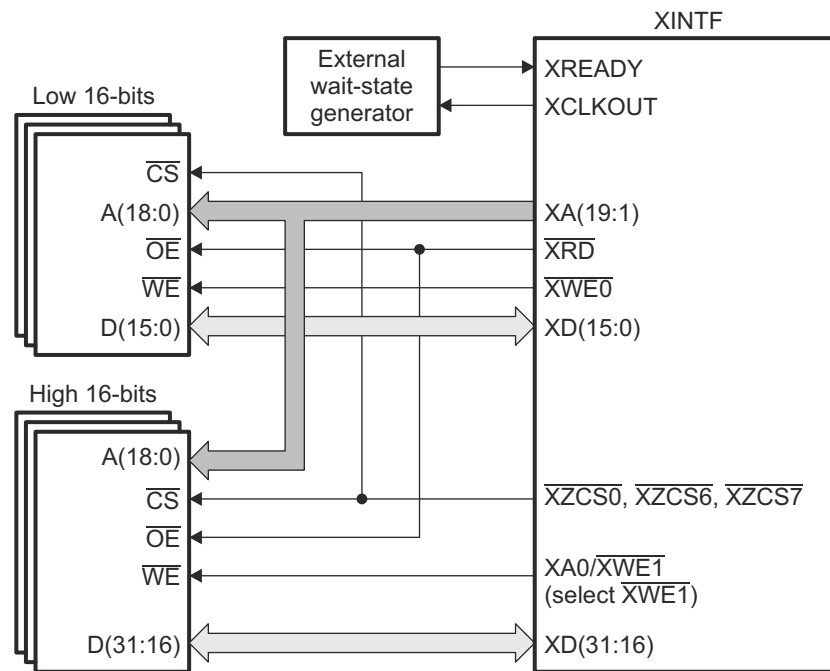 XINTF
External
wait-state
generator
XREADY
XCLKOUT
Low 16-bits
CS
A(18:0)
OE
WE
D(15:0)
XA(19:1)
XRD
XWE0
XD(15:0)
High 16-bits
A(18:0)
CS
OE
WE
D(31:16)
XZCS0, XZCS6, XZCS7
XA0/XWE1
(select XWE1)
XD(31:16)